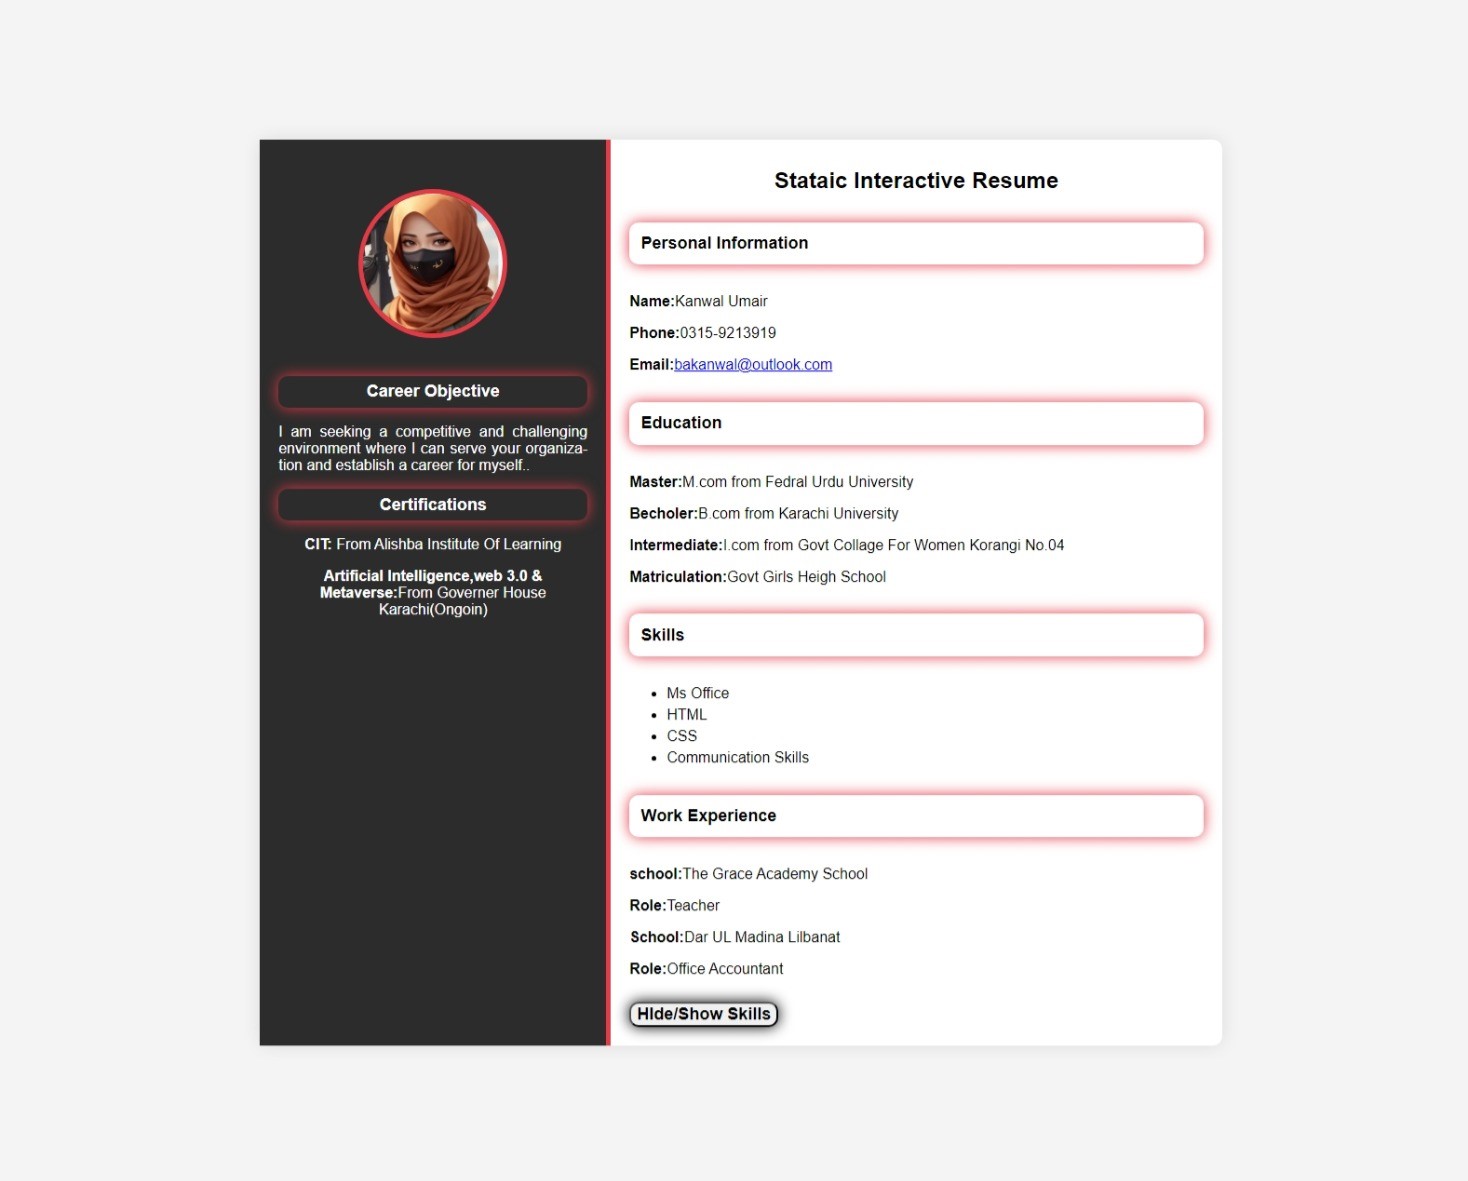 Career Objective
I am seeking a competitive and challenging
environment where I can serve your organiza-
tion and establish a career for myself..
Certifications
CIT: From Alishba Institute Of Learning
Artificial Intelligence,web 3.0 &
Metaverse:From Governer House
Karachi(Ongoin)
Stataic Interactive Resume
Personal Information
Name:Kanwal Umair
Phone:0315-9213919
Email:bakanwal@outlook.com
Education
Master:M.com from Fedral Urdu University
Becholer:B.com from Karachi University
Intermediate:I.com from Govt Collage For Women Korangi No.04
Matriculation:Govt Girls Heigh School
Skills
Ms Office
HTML
CSS
Communication Skills
Work Experience
school:The Grace Academy School
Role:Teacher
School:Dar UL Madina Lilbanat
Role:Office Accountant
HIde/Show Skills